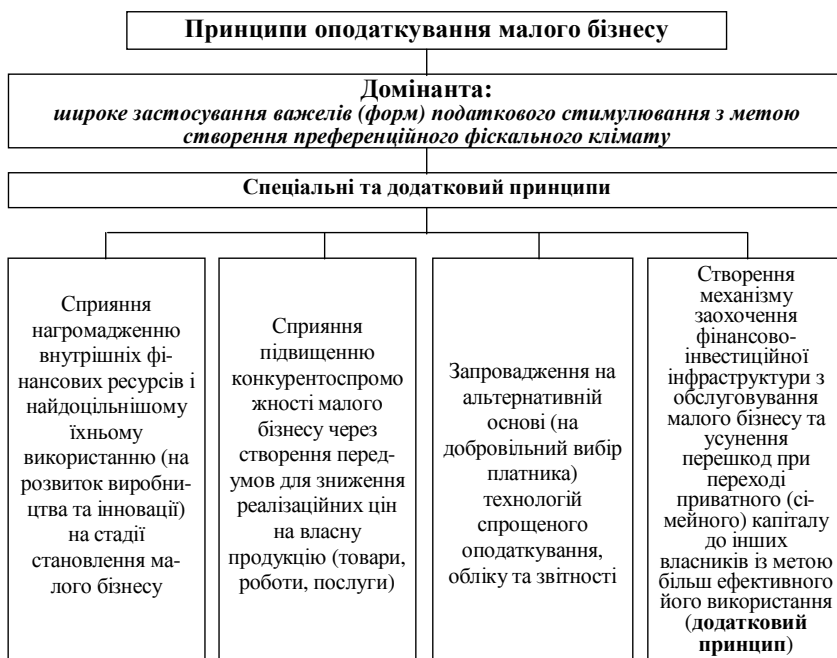 Принципи оподаткування малого бізнесу
Домінанта:
широке застосування важелів (форм) податкового стимулювання з метою
створення преференційного фіскального клімату
Спеціальні та додатковий принципи
Сприяння
нагромадженню
внутрішніх фі-
нансових ресурсів і
найдоцільнішому
їхньому
використанню (на
розвиток виробни-
цтва та інновації)
на стадії
становлення ма-
лого бізнесу
Сприяння
підвищенню
конкурентоспромо
жності малого
бізнесу через
створення перед-
умов для зниження
реалізаційних цін
на власну
продукцію (товари,
роботи, послуги)
Запровадження на
альтернативній
основі (на
добровільний вибір
платника)
технологій
спрощеного
оподаткування,
обліку та звітності
Створення
механізму
заохочення
фінансово-
інвестиційної
інфраструктури з
обслуговування
малого бізнесу та
усунення
перешкод при
переході
приватного (сі-
мейного) капіталу
до інших
власників із метою
більш ефективного
його використання
(додатковий
принцип)